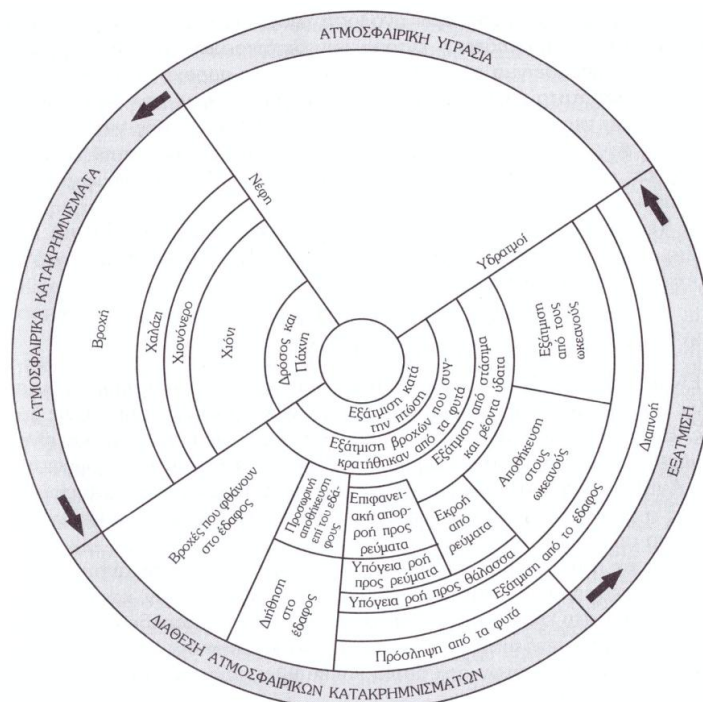 ΑΤΜΟΣΦΑΙΡΙΚΗ ΥΓΡΑΣΙΑ
ΑΤΜΟΣΦΑΙΡΙΚΑ ΚΑΤΑΚΡΗΜΝΙΣΜΑΤΑ
Νέφη
Υδρατμοί
Βροχή
Χαλάζι
Χιονόνερο
Χιόνι
Δρόσος και
Πάχνη
Εξάτμιση κατά
την πτώση
Εξάτμιση βροχών που συγ-
κρατήθηκαν από τα φυτά
Εξάτμιση από στάσιμα
και ρέοντα ύδατα
Εξάτμιση
από τους
ωκεανούς
Αποθήκευση
στους
ωκεανούς
Διαπνοή
ΕΞΑΤΜΙΣΗ
Βροχές που φθάνουν
στο έδαφος
Προσωρινή
αποθήκευση
επί του εδά-
φους
Επιφανει-
ακή απορ-
ροή προς
ρεύματα
Εκροή
από
ρεύματα
Υπόγεια ροή
προς ρεύματα
Υπόγεια ροή προς θάλασσα
Εξάτμιση από το έδαφος
Διήθηση
στο
έδαφος
Πρόσληψη από τα φυτά
ΔΙΑΘΕΣΗ ΑΤΜΟΣΦΑΙΡΙΚΩΝ ΚΑΤΑΚΡΗΜΝΙΣΜΑΤΩΝ